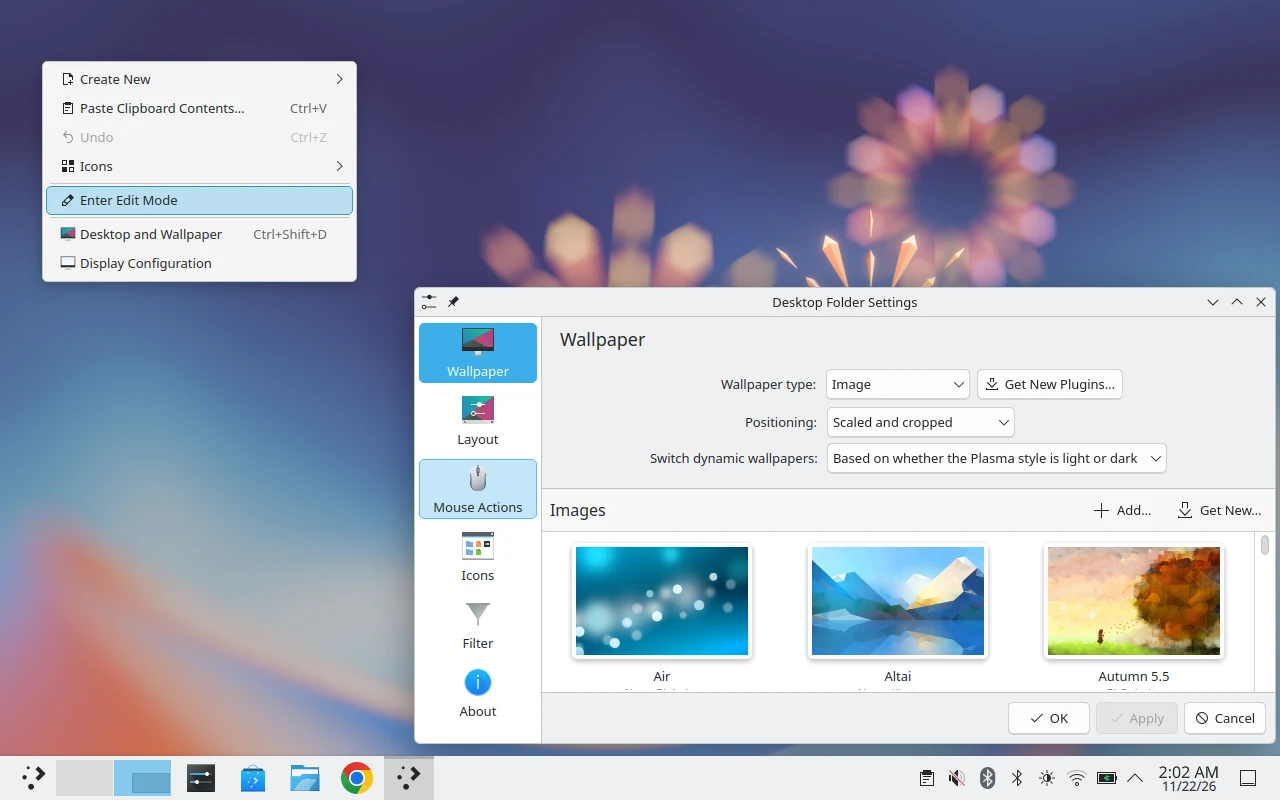 Create New
Paste Clipboard Contents... Ctrl+V
Undo Ctrl+Z
Icons
Enter Edit Mode
Desktop and Wallpaper Ctrl+Shift+D
Display Configuration
Desktop Folder Settings
Wallpaper
Layout
Mouse Actions
Icons
Filter
About
Wallpaper
Wallpaper type: Image Get New Plugins...
Positioning: Scaled and cropped
Switch dynamic wallpapers: Based on whether the Plasma style is light or dark
Images Add... Get New...
Air Altai Autumn 5.5
OK Apply Cancel
2:02 AM
11/22/26